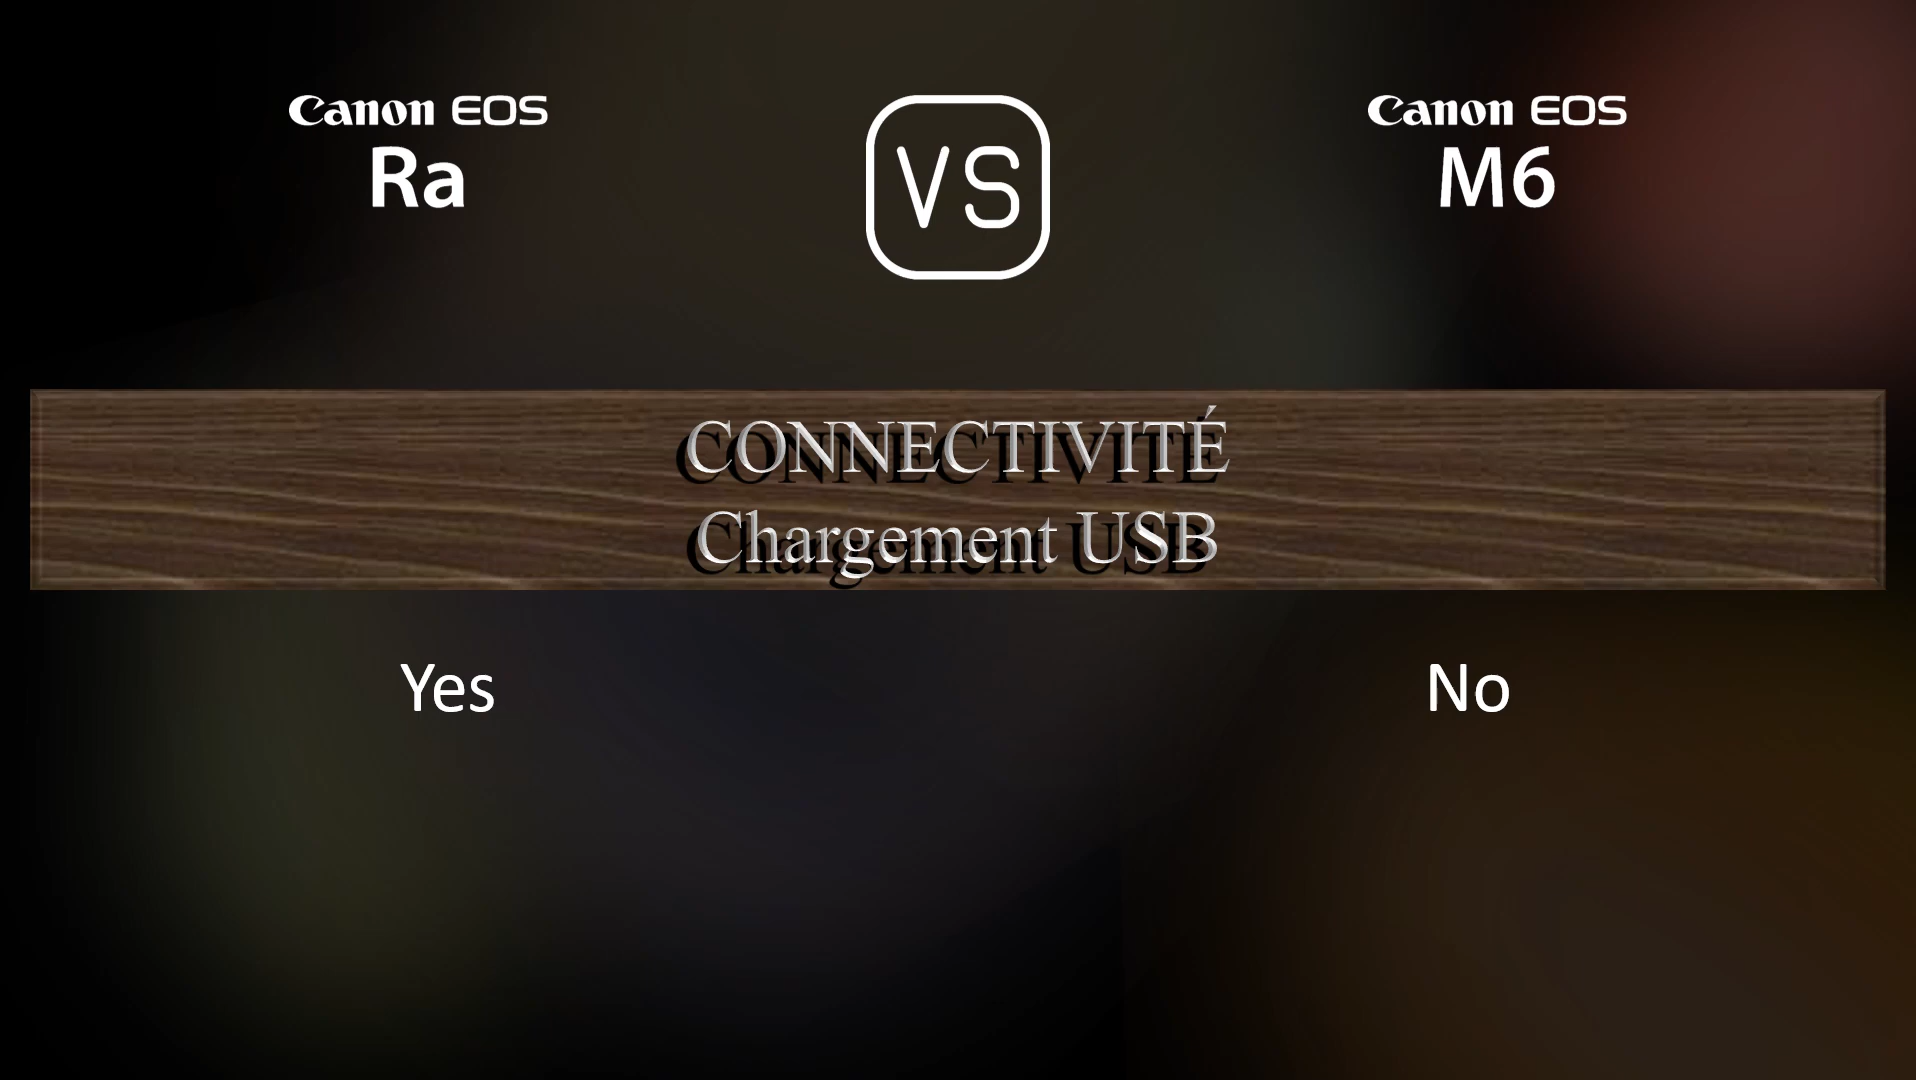 Canon EOS
Ra
VS
Canon EOS
M6
CONNECTIVITÉ
Chargement USB
Yes
No